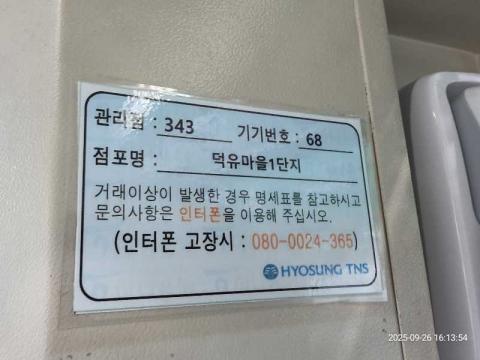 관리점 : 343 기기번호 : 68
점포명 : 덕유마을1단지
거래이상이 발생한 경우 명세표를 참고하시고
문의사항은 인터폰을 이용해 주십시오.
(인터폰 고장시 : 080-0024-365)
HYOSUNG TNS
2025-09-26 16:13:54